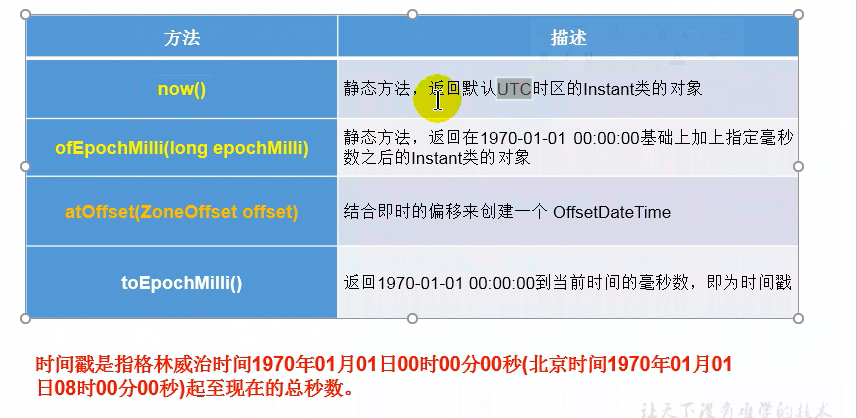 方法 描述
now() 静态方法，返回默认UTC时区的Instant类的对象
ofEpochMilli(long epochMilli) 静态方法，返回在1970-01-01 00:00:00基础上加上指定毫秒
数之后的Instant类的对象
atOffset(ZoneOffset offset) 结合即时的偏移来创建一个 OffsetDateTime
toEpochMilli() 返回1970-01-01 00:00:00到当前时间的毫秒数，即为时间戳
时间戳是指格林威治时间1970年01月01日00时00分00秒(北京时间1970年01月01
日08时00分00秒)起至现在的总秒数。
让天下没有难学的技术